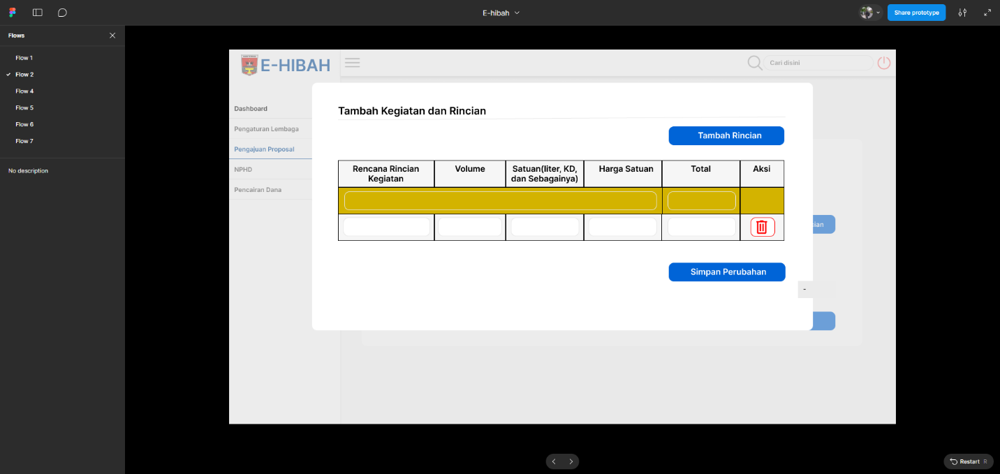 E-hibah
Share prototype
Flows
Flow 1
Flow 2
Flow 4
Flow 5
Flow 6
Flow 7
No description
E-HIBAH
Cari disini
Dashboard
Pengaturan Lembaga
Pengajuan Proposal
NPHD
Pencairan Dana
Tambah Kegiatan dan Rincian
Tambah Rincian
Rencana Rincian
Kegiatan
Volume
Satuan(liter, KD,
dan Sebagainya)
Harga Satuan
Total
Aksi
Simpan Perubahan
-
Restart R